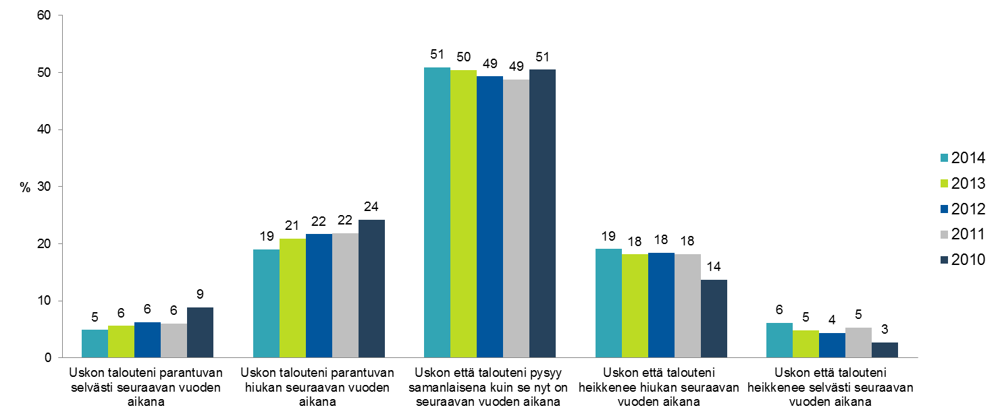 60
50
40
30
20
10
0
%
5
6
6
6
9
19
21
22
22
24
51
50
49
49
51
19
18
18
18
14
6
5
4
5
3
Uskon talouteni parantuvan
selvästi seuraavan vuoden
aikana
Uskon talouteni parantuvan
hiukan seuraavan vuoden
aikana
Uskon että talouteni pysyy
samanlaisena kuin se nyt on
seuraavan vuoden aikana
Uskon että talouteni
heikkenee hiukan seuraavan
vuoden aikana
Uskon että talouteni
heikkenee selvästi seuraavan
vuoden aikana
2014
2013
2012
2011
2010